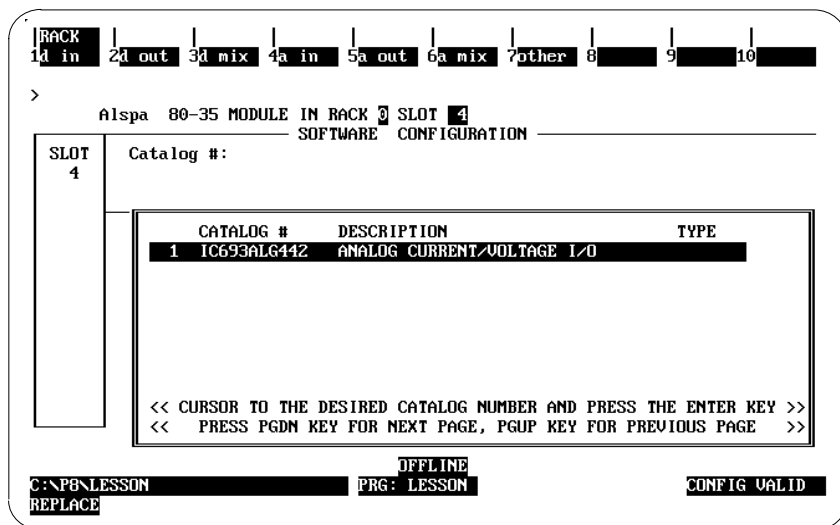 RACK
1d in 2d out 3d mix 4a in 5a out 6a mix 7other 8 9 10
>
Alspa 80-35 MODULE IN RACK 0 SLOT 4
SOFTWARE CONFIGURATION
SLOT Catalog #:
4
CATALOG # DESCRIPTION TYPE
1 IC693ALG442 ANALOG CURRENT/VOLTAGE I/O
<< CURSOR TO THE DESIRED CATALOG NUMBER AND PRESS THE ENTER KEY >>
<< PRESS PGDN KEY FOR NEXT PAGE, PGUP KEY FOR PREVIOUS PAGE >>
OFFLINE
C:\P8\LESSON PRG: LESSON CONFIG VALID
REPLACE